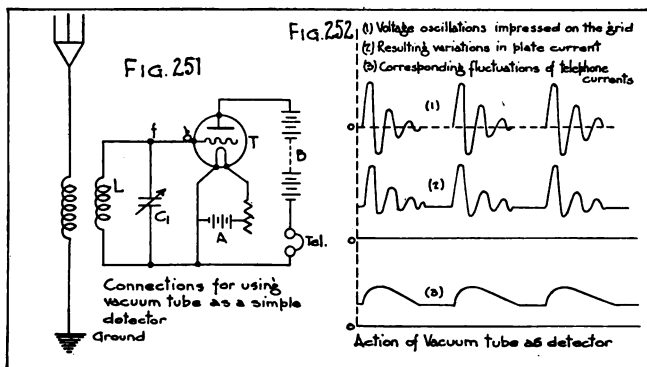 FIG. 251
f
T
L
C1
A
B
Tel.
Connections for using
vacuum tube as a simple
detector
Ground
FIG. 252
(1) Voltage oscillations impressed on the grid
(2) Resulting variations in plate current
(3) Corresponding fluctuations of telephone
currents
(1)
o
(2)
o
(3)
o
Action of Vacuum tube as detector